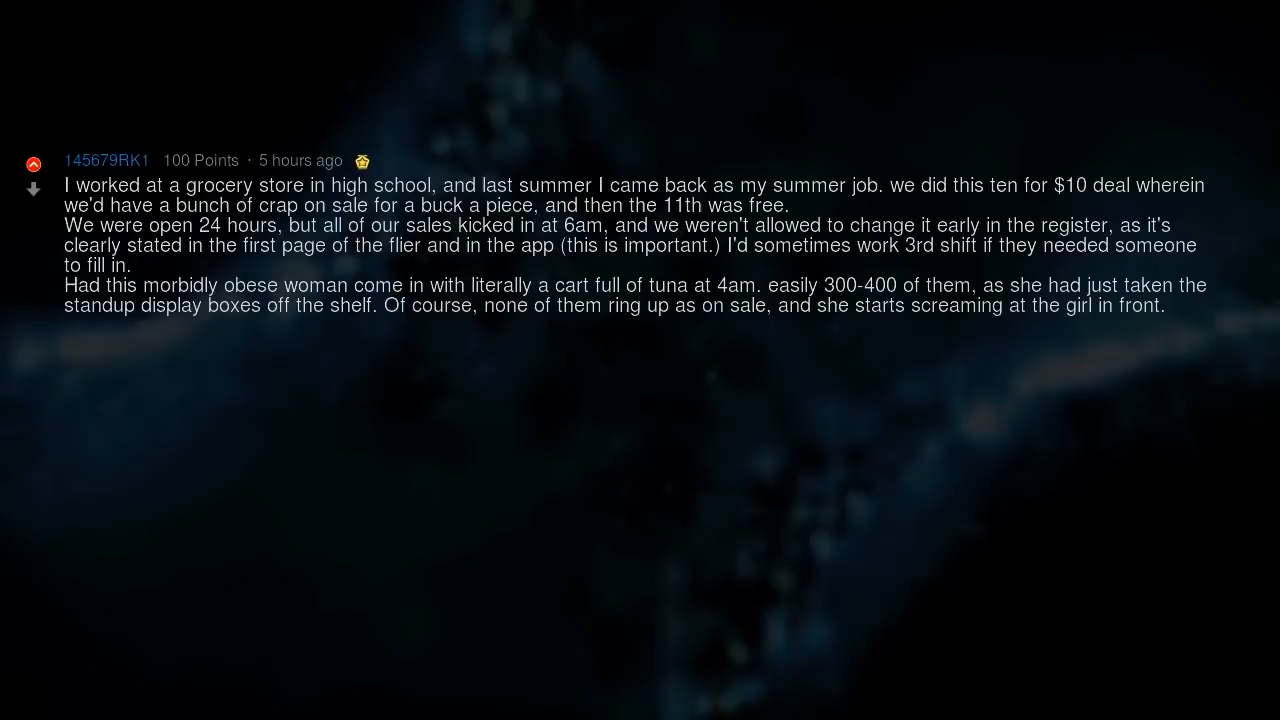 145679RK1 100 Points · 5 hours ago
I worked at a grocery store in high school, and last summer I came back as my summer job. we did this ten for $10 deal wherein
we'd have a bunch of crap on sale for a buck a piece, and then the 11th was free.
We were open 24 hours, but all of our sales kicked in at 6am, and we weren't allowed to change it early in the register, as it's
clearly stated in the first page of the flier and in the app (this is important.) I'd sometimes work 3rd shift if they needed someone
to fill in.
Had this morbidly obese woman come in with literally a cart full of tuna at 4am. easily 300-400 of them, as she had just taken the
standup display boxes off the shelf. Of course, none of them ring up as on sale, and she starts screaming at the girl in front.